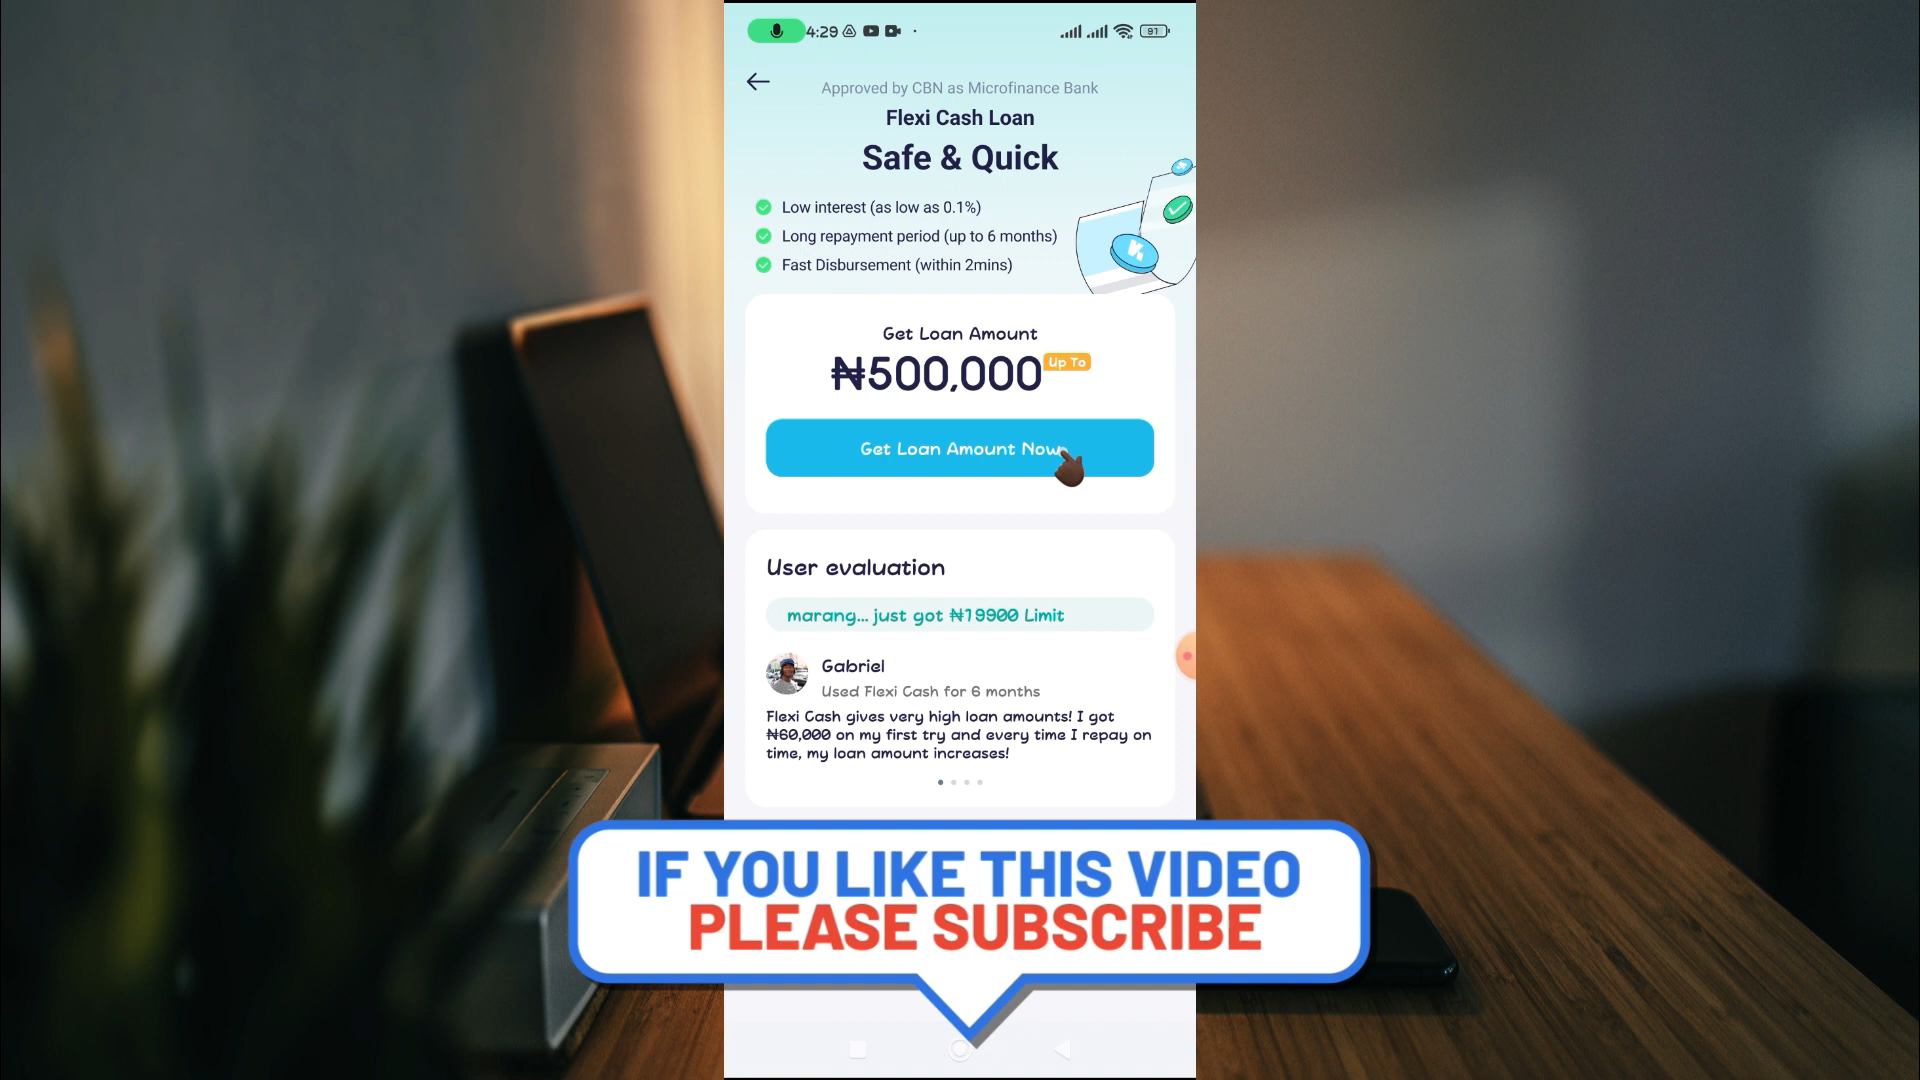 4:29
91
Approved by CBN as Microfinance Bank
Flexi Cash Loan
Safe & Quick
Low interest (as low as 0.1%)
Long repayment period (up to 6 months)
Fast Disbursement (within 2mins)
Get Loan Amount
₦500,000 Up To
Get Loan Amount Now
User evaluation
marang... just got ₦19900 Limit
Gabriel
Used Flexi Cash for 6 months
Flexi Cash gives very high loan amounts! I got
₦60,000 on my first try and every time I repay on
time, my loan amount increases!
IF YOU LIKE THIS VIDEO
PLEASE SUBSCRIBE